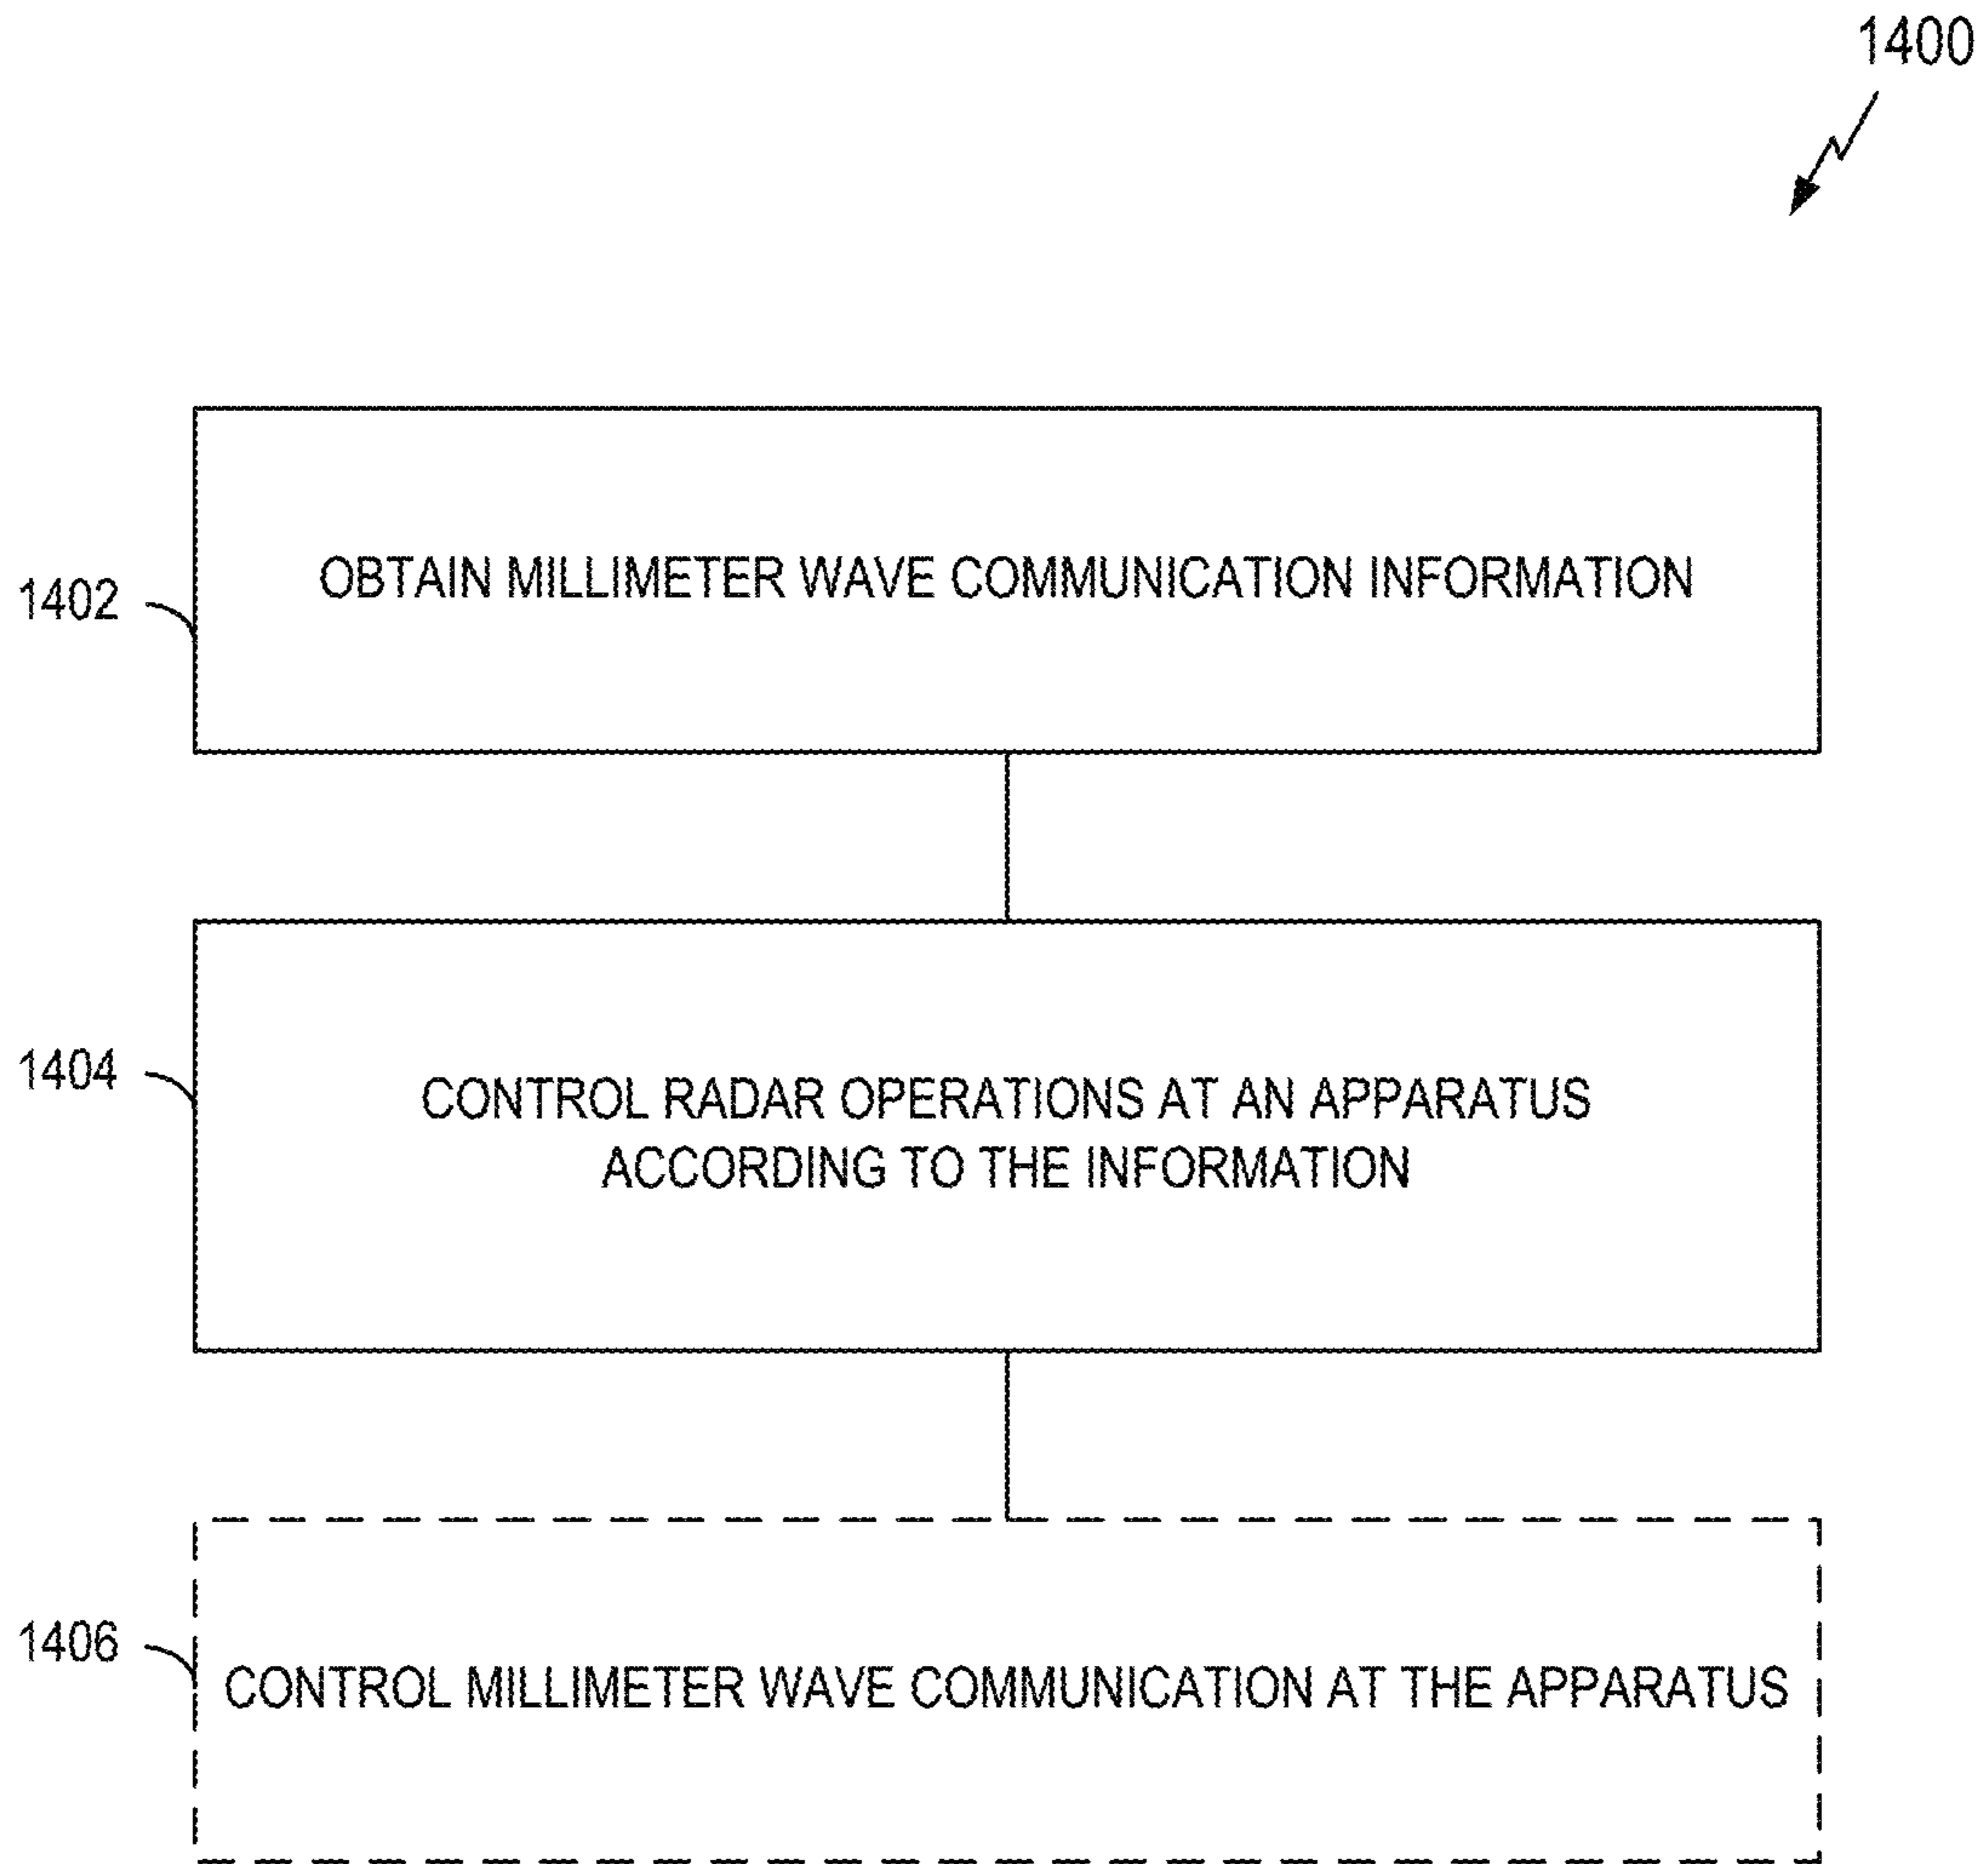 1400
1402
OBTAIN MILLIMETER WAVE COMMUNICATION INFORMATION
1404
CONTROL RADAR OPERATIONS AT AN APPARATUS
ACCORDING TO THE INFORMATION
1406
CONTROL MILLIMETER WAVE COMMUNICATION AT THE APPARATUS